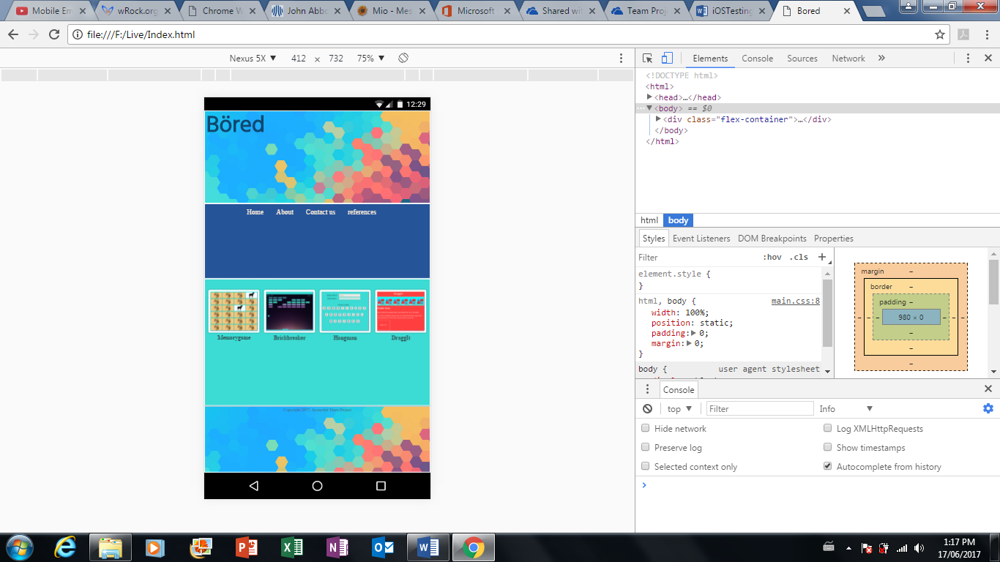 Mobile Em
wRock.org
Chrome W
John Abbo
Mio - Mes
Microsoft
Shared wit
Team Proj
iOSTesting
Bored
file:///F:/Live/Index.html
Nexus 5X ▼ 412 × 732 75% ▼
Elements Console Sources Network »
<!DOCTYPE html>
<html>
▶<head>…</head>
…▼<body> == $0
▶<div class="flex-container">…</div>
</body>
</html>
12:29
Böred
Home About Contact us references
Memorygame Brickbreaker Hangman DraggIt
Copyright 2017, Javascript Team Project
html body
Styles Event Listeners DOM Breakpoints Properties
Filter :hov .cls +
element.style {
}
html, body { main.css:8
width: 100%;
position: static;
padding:▶0;
margin:▶0;
}
body { user agent stylesheet
margin –
border –
padding –
– – – 980 × 0 – – –
–
–
–
Console
top ▼ Filter Info ▼
Hide network Log XMLHttpRequests
Preserve log Show timestamps
Selected context only Autocomplete from history
>
1:17 PM
17/06/2017